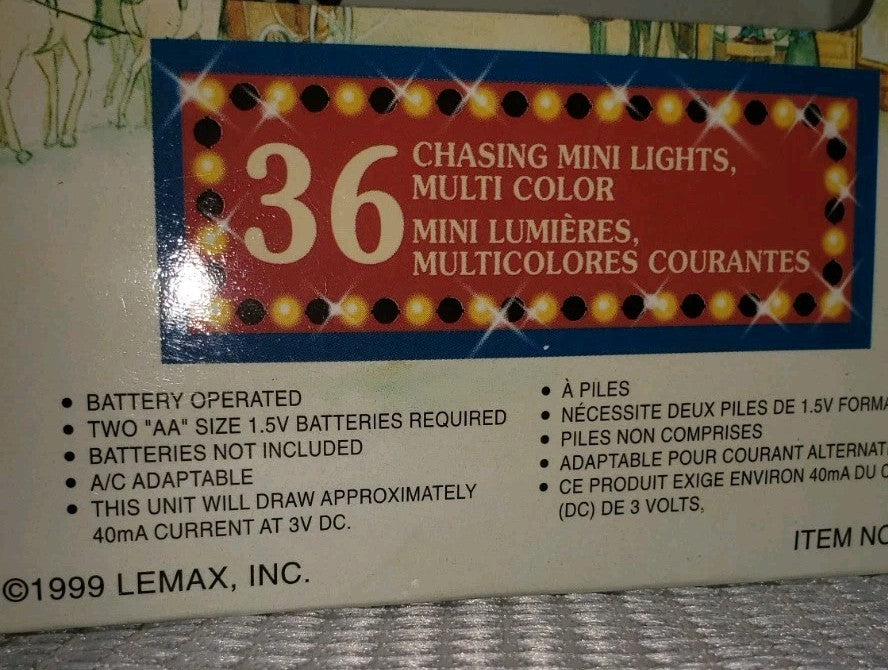 36
CHASING MINI LIGHTS,
MULTI COLOR
MINI LUMIÈRES,
MULTICOLORES COURANTES
• BATTERY OPERATED
• TWO "AA" SIZE 1.5V BATTERIES REQUIRED
• BATTERIES NOT INCLUDED
• A/C ADAPTABLE
• THIS UNIT WILL DRAW APPROXIMATELY
40mA CURRENT AT 3V DC.
• À PILES
• NÉCESSITE DEUX PILES DE 1.5V
• PILES NON COMPRISES
• ADAPTABLE POUR COURANT
• CE PRODUIT EXIGE ENVIRON 40mA DU
(DC) DE 3 VOLTS,
ITEM
©1999 LEMAX, INC.